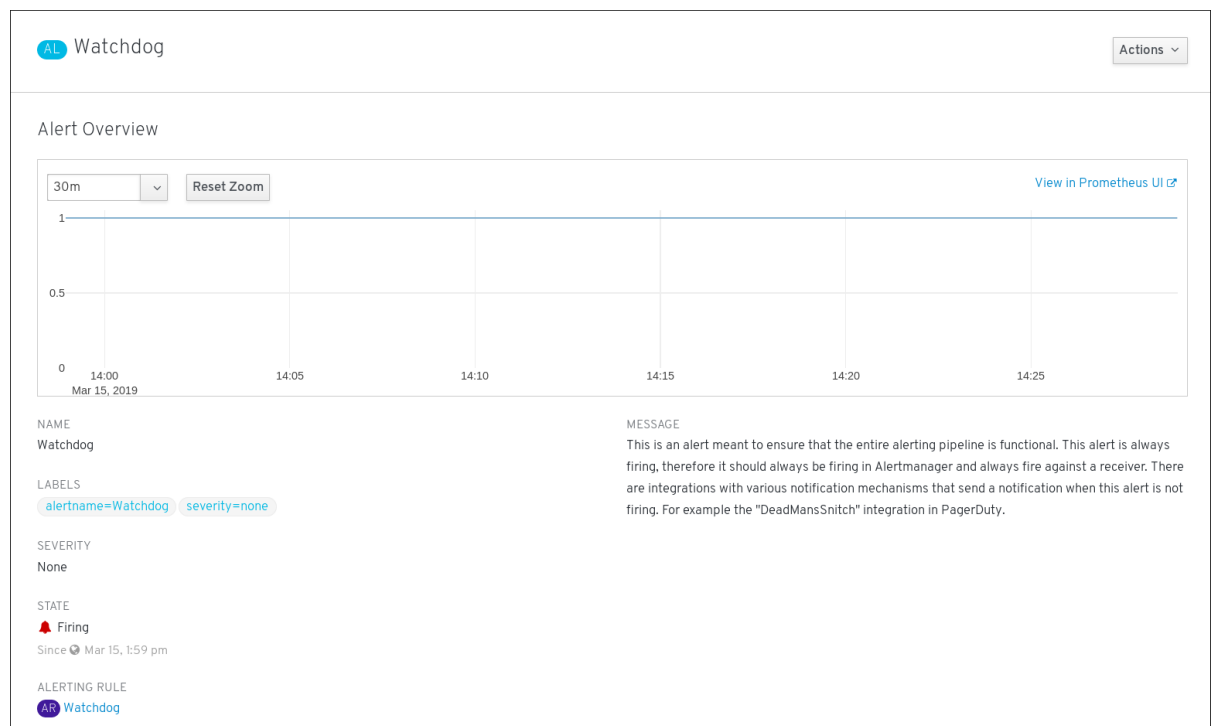 AL Watchdog
Actions
Alert Overview
30m
Reset Zoom
View in Prometheus UI
1
0.5
0
14:00
14:05
14:10
14:15
14:20
14:25
Mar 15, 2019
NAME
Watchdog
LABELS
alertname=Watchdog severity=none
SEVERITY
None
STATE
Firing
Since Mar 15, 1:59 pm
ALERTING RULE
AR Watchdog
MESSAGE
This is an alert meant to ensure that the entire alerting pipeline is functional. This alert is always
firing, therefore it should always be firing in Alertmanager and always fire against a receiver. There
are integrations with various notification mechanisms that send a notification when this alert is not
firing. For example the "DeadMansSnitch" integration in PagerDuty.